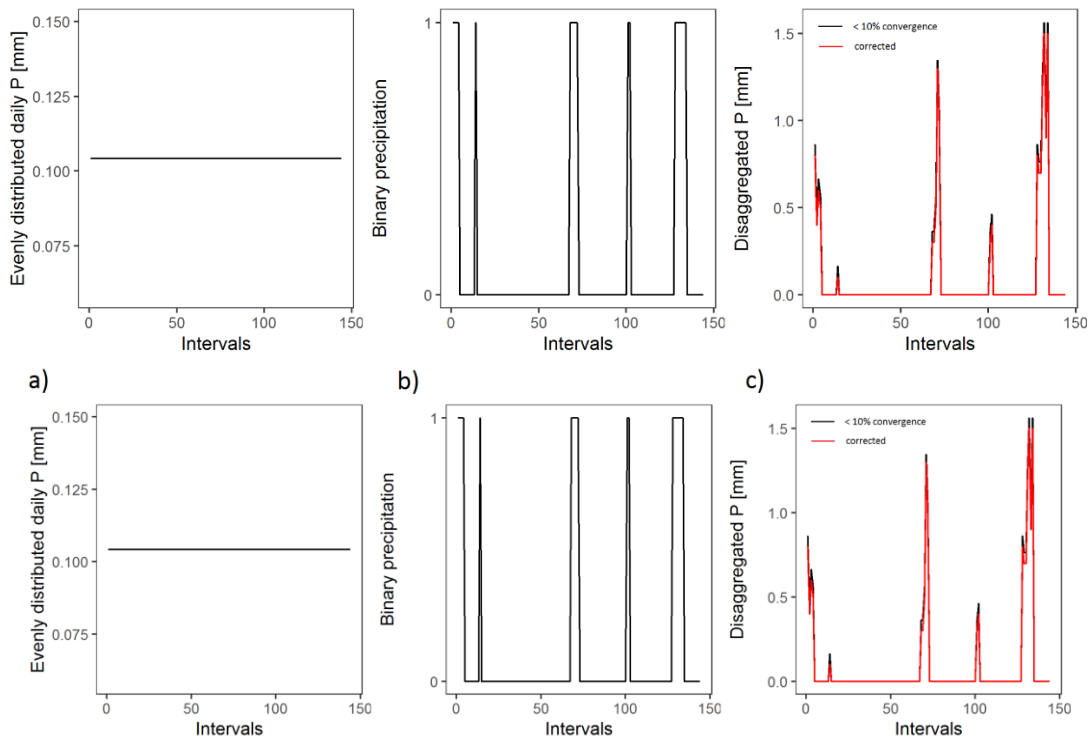 Evenly distributed daily P [mm]
0.150
0.125
0.100
0.075
0
50
100
150
Intervals
Binary precipitation
1
0
0
50
100
150
Intervals
Disaggregated P [mm]
1.5
1.0
0.5
0.0
< 10% convergence
corrected
0
50
100
150
Intervals
a)
b)
c)
Evenly distributed daily P [mm]
0.150
0.125
0.100
0.075
0
50
100
150
Intervals
Binary precipitation
1
0
0
50
100
150
Intervals
Disaggregated P [mm]
1.5
1.0
0.5
0.0
< 10% convergence
corrected
0
50
100
150
Intervals